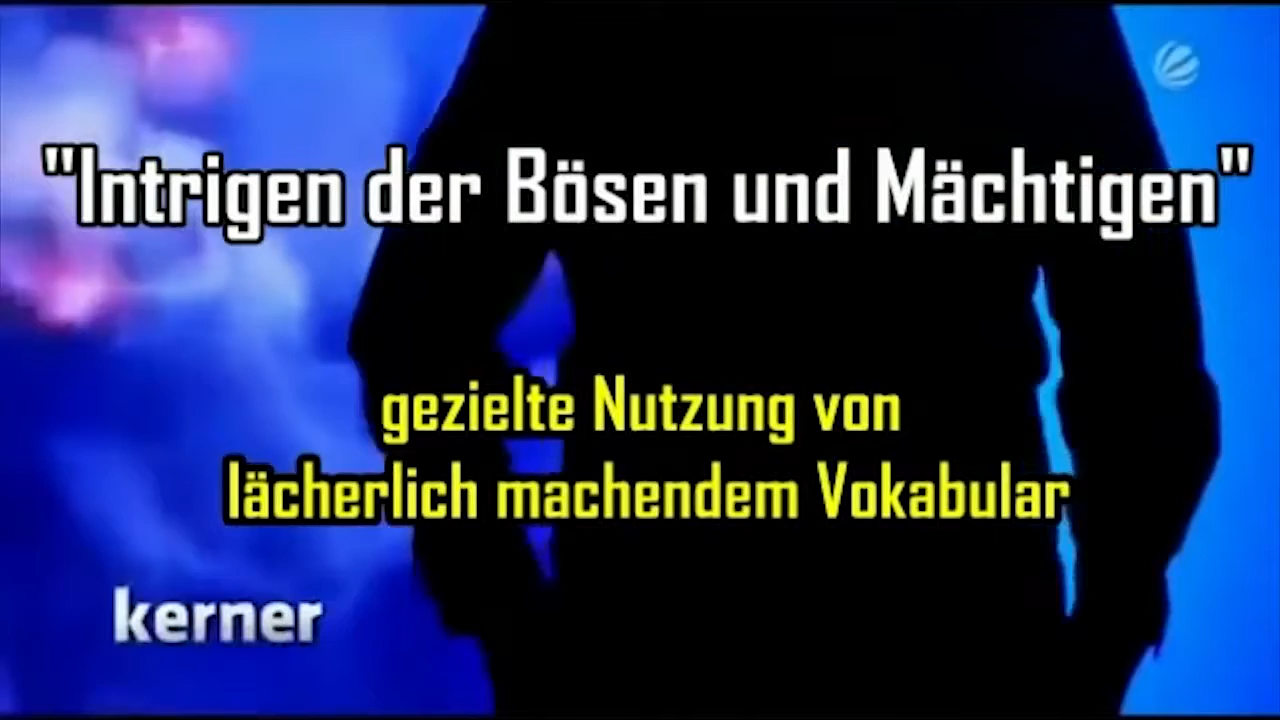 "Intrigen der Bösen und Mächtigen"
gezielte Nutzung von
lächerlich machendem Vokabular
kerner